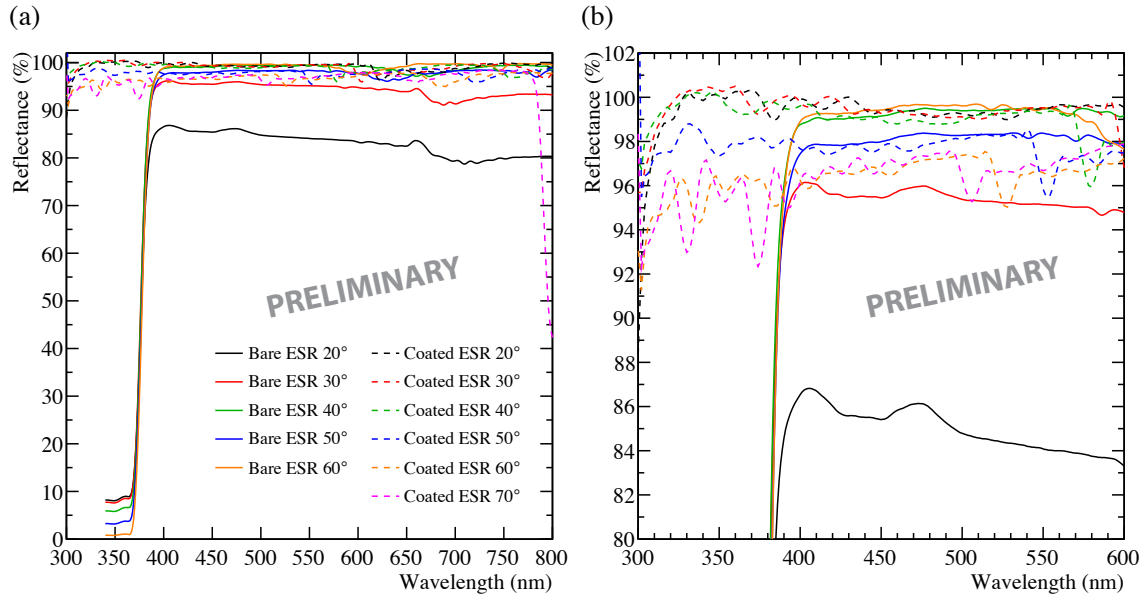 (a)
(b)
Reflectance (%)
100
90
80
70
60
50
40
30
20
10
0
300 350 400 450 500 550 600 650 700 750 800
Wavelength (nm)
PRELIMINARY
Bare ESR 20° Coated ESR 20°
Bare ESR 30° Coated ESR 30°
Bare ESR 40° Coated ESR 40°
Bare ESR 50° Coated ESR 50°
Bare ESR 60° Coated ESR 60°
Coated ESR 70°
Reflectance (%)
102
100
98
96
94
92
90
88
86
84
82
80
300 350 400 450 500 550 600
Wavelength (nm)
PRELIMINARY